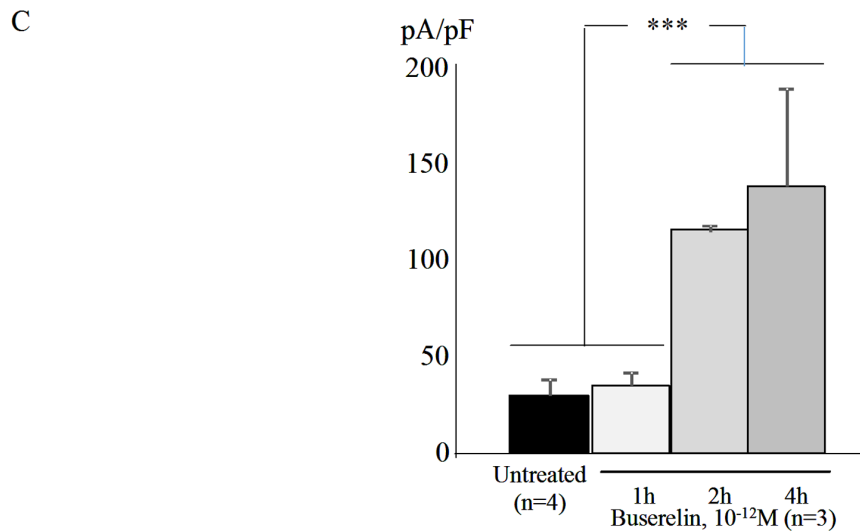 C
pA/pF
***
200
150
100
50
0
Untreated
(n=4)
1h 2h 4h
Buserelin, 10⁻¹²M (n=3)